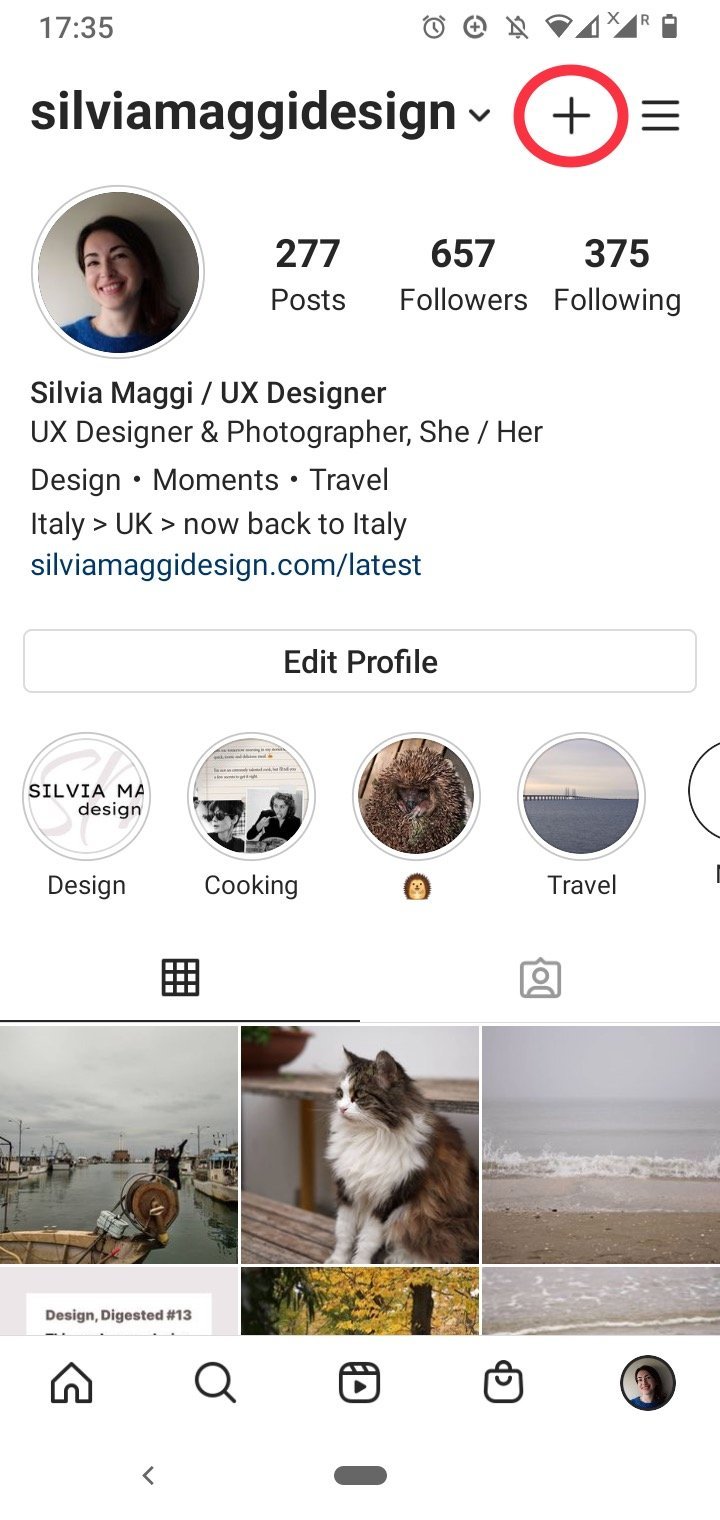 17:35
X R
silviamaggidesign
277 657 375
Posts Followers Following
Silvia Maggi / UX Designer
UX Designer & Photographer, She / Her
Design • Moments • Travel
Italy > UK > now back to Italy
silviamaggidesign.com/latest
Edit Profile
SILVIA MA
design
Design Cooking 🦔 Travel
Design, Digested #13